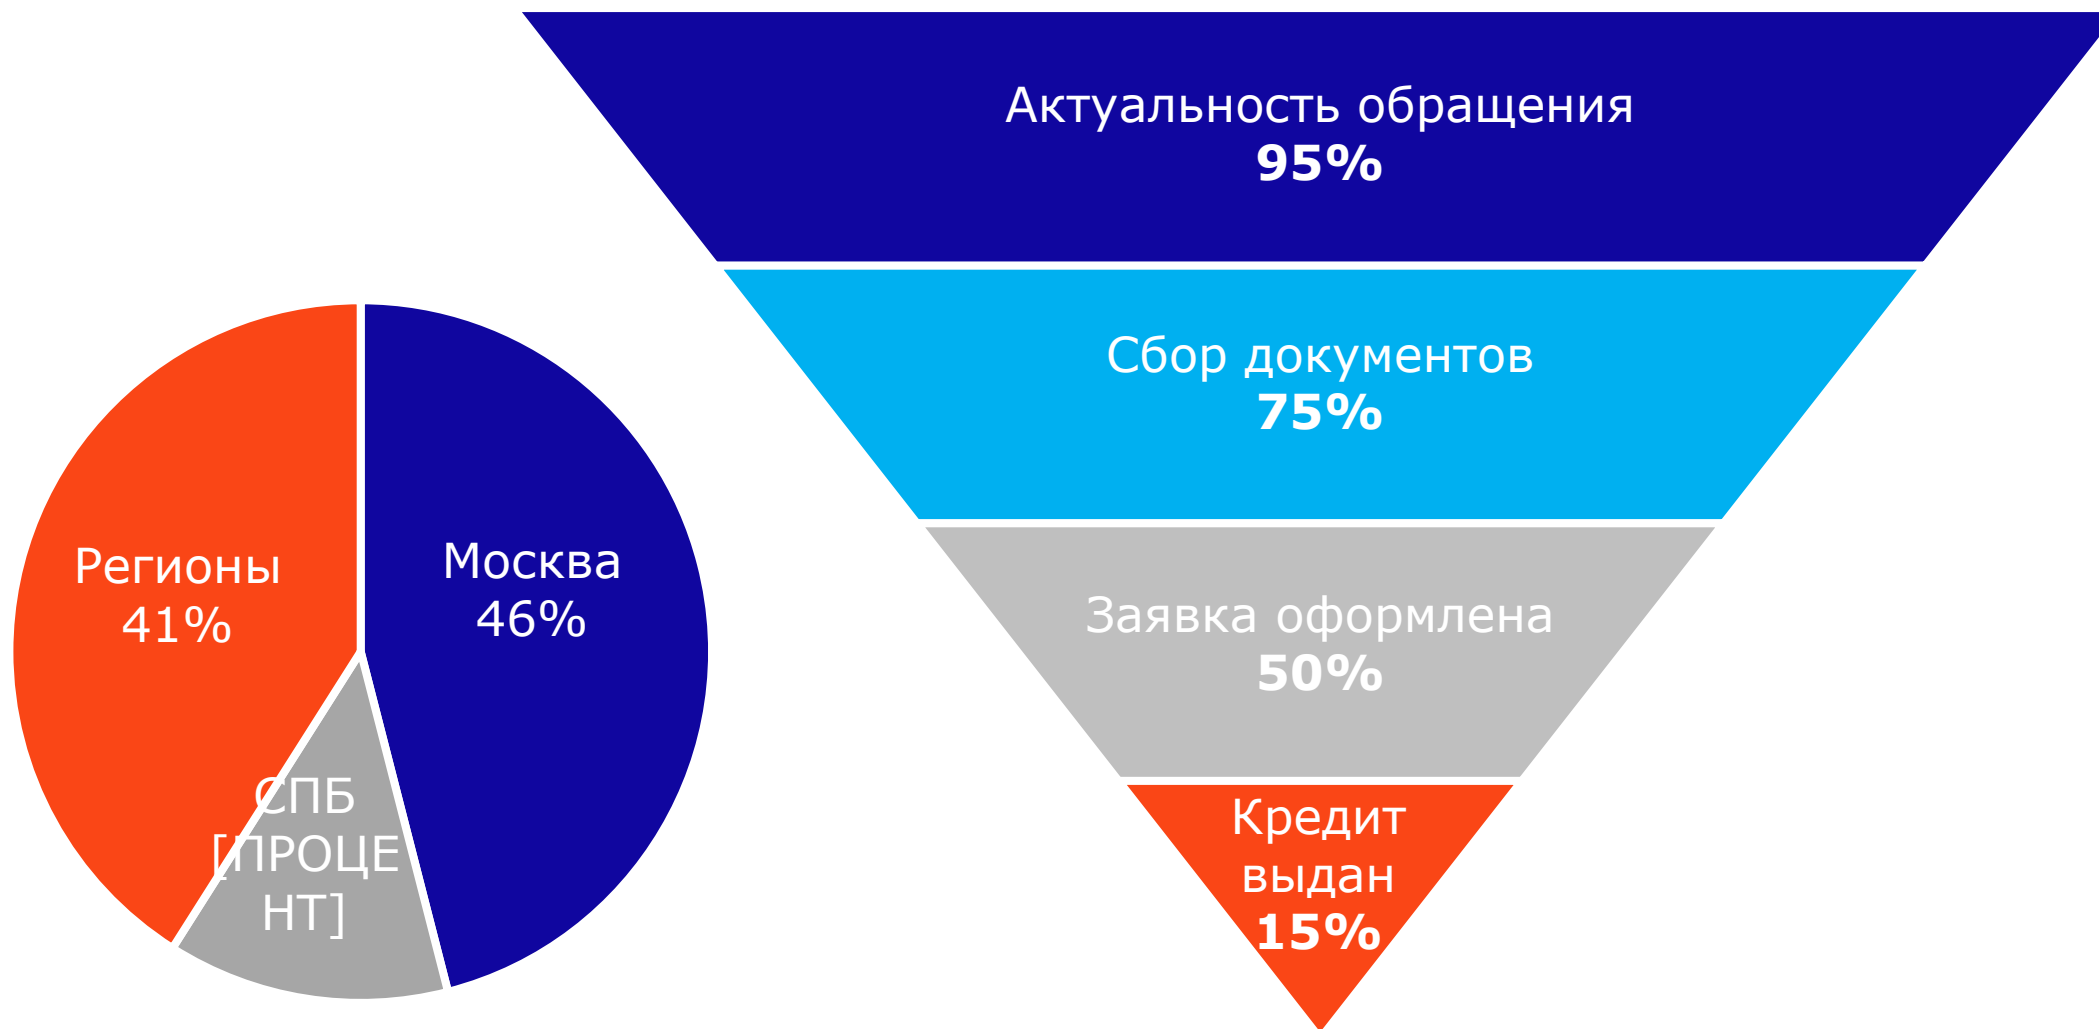 Актуальность обращения
95%
Сбор документов
75%
Заявка оформлена
50%
Кредит
выдан
15%
Регионы
41%
Москва
46%
СПБ
[ПРОЦЕ
НТ]